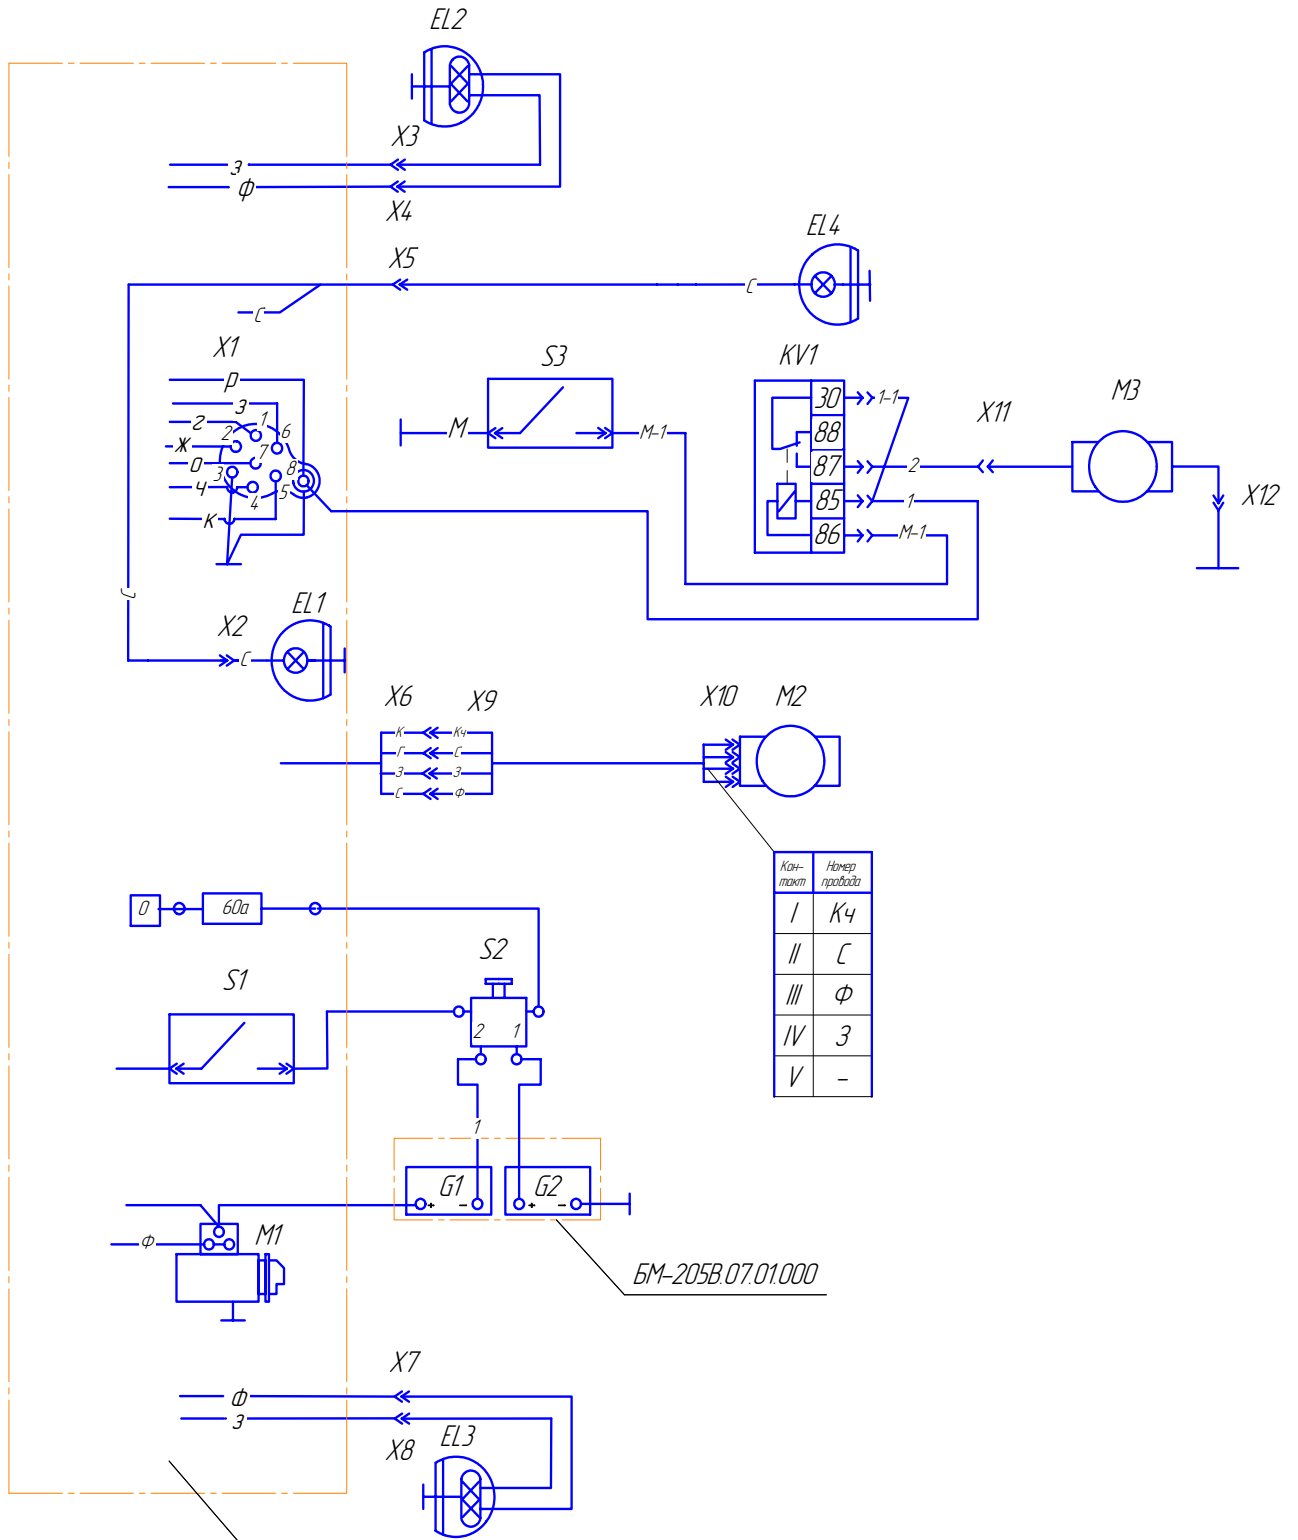 EL2
X3
З
Ф
X4
EL4
X5
С
С
X1
S3
KV1
M3
Р
З
Г
Ж
О
Ч
К
1
2
3
4
5
6
7
8
М
М-1
30
88
87
85
86
1-1
2
1
М-1
X11
X12
С
EL1
X2
С
X6
X9
X10
M2
К
Кч
Г
С
З
З
С
Ф
Кон-
такт
Номер
провода
I Кч
II С
III Ф
IV З
V -
0
60а
S2
2 1
S1
1
G1
+ -
G2
+ -
M1
Ф
БМ-205В.07.01.000
X7
Ф
З
X8
EL3